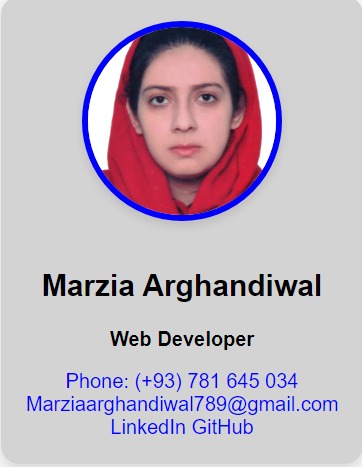 Marzia Arghandiwal
Web Developer
Phone: (+93) 781 645 034
Marziaarghandiwal789@gmail.com
LinkedIn GitHub